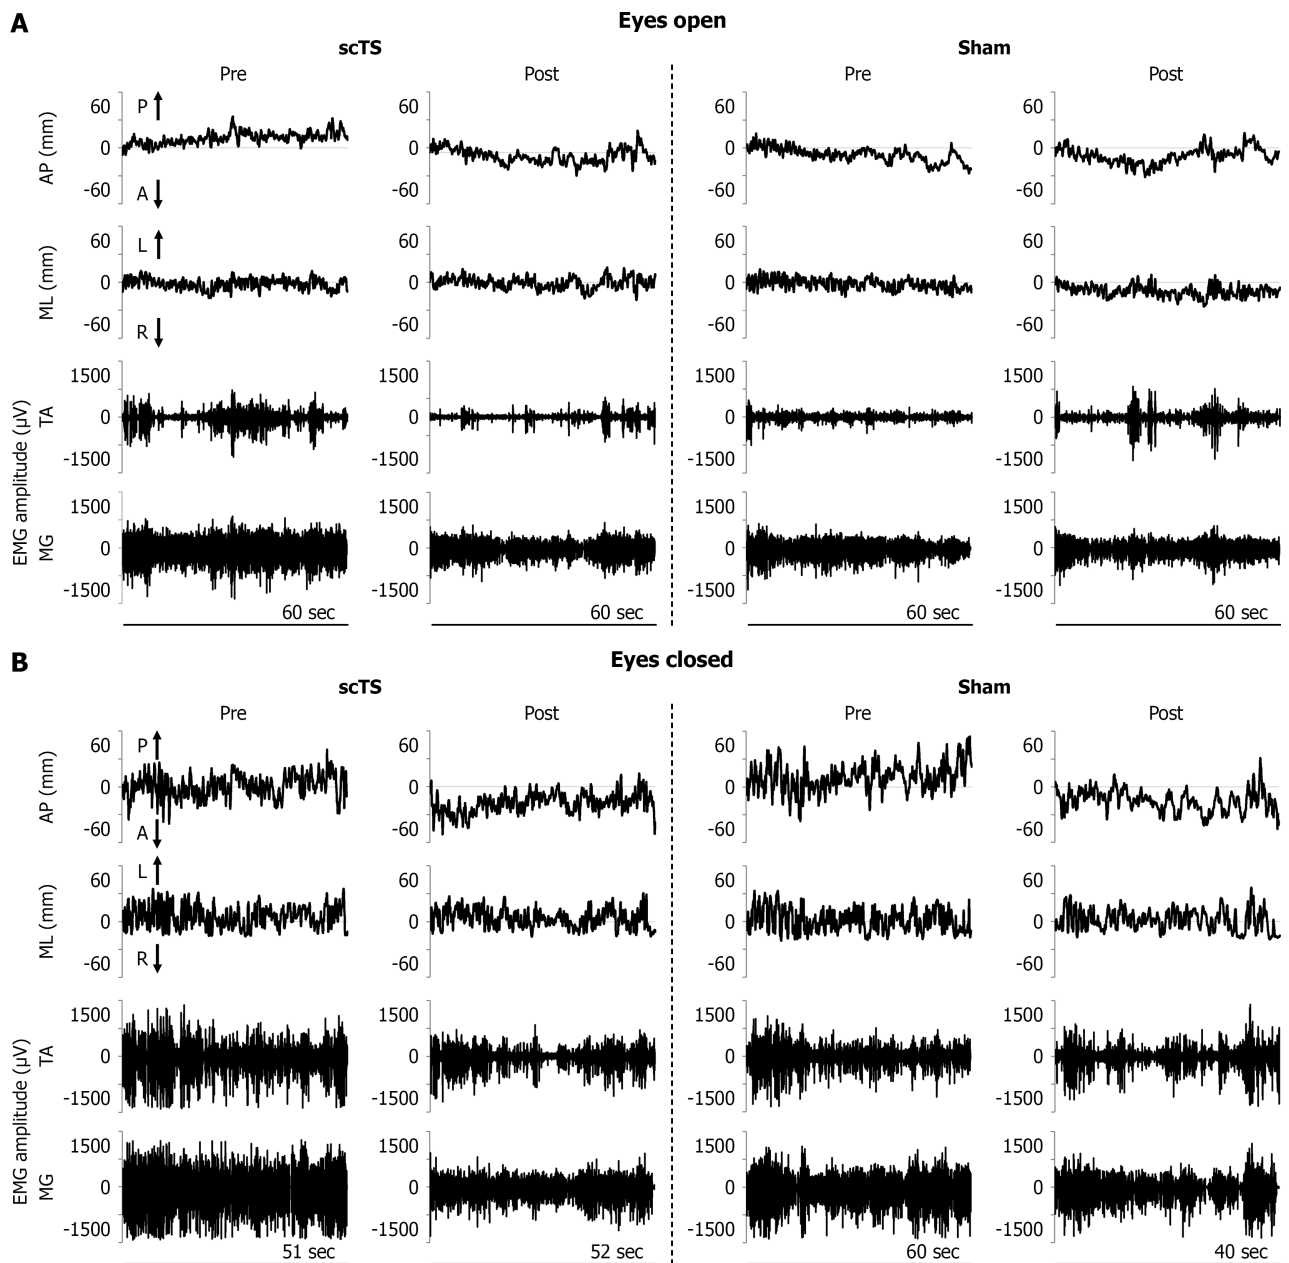 A
Eyes open
scTS Sham
Pre Post Pre Post
AP (mm) 60 0 -60 P A 60 0 -60 60 0 -60 60 0 -60
ML (mm) 60 0 -60 L R 60 0 -60 60 0 -60 60 0 -60
EMG amplitude (µV)
TA 1500 0 -1500 1500 0 -1500 1500 0 -1500 1500 0 -1500
MG 1500 0 -1500 1500 0 -1500 1500 0 -1500 1500 0 -1500
60 sec 60 sec 60 sec 60 sec
B
Eyes closed
scTS Sham
Pre Post Pre Post
AP (mm) 60 0 -60 P A 60 0 -60 60 0 -60 60 0 -60
ML (mm) 60 0 -60 L R 60 0 -60 60 0 -60 60 0 -60
EMG amplitude (µV)
TA 1500 0 -1500 1500 0 -1500 1500 0 -1500 1500 0 -1500
MG 1500 0 -1500 1500 0 -1500 1500 0 -1500 1500 0 -1500
51 sec 52 sec 60 sec 40 sec